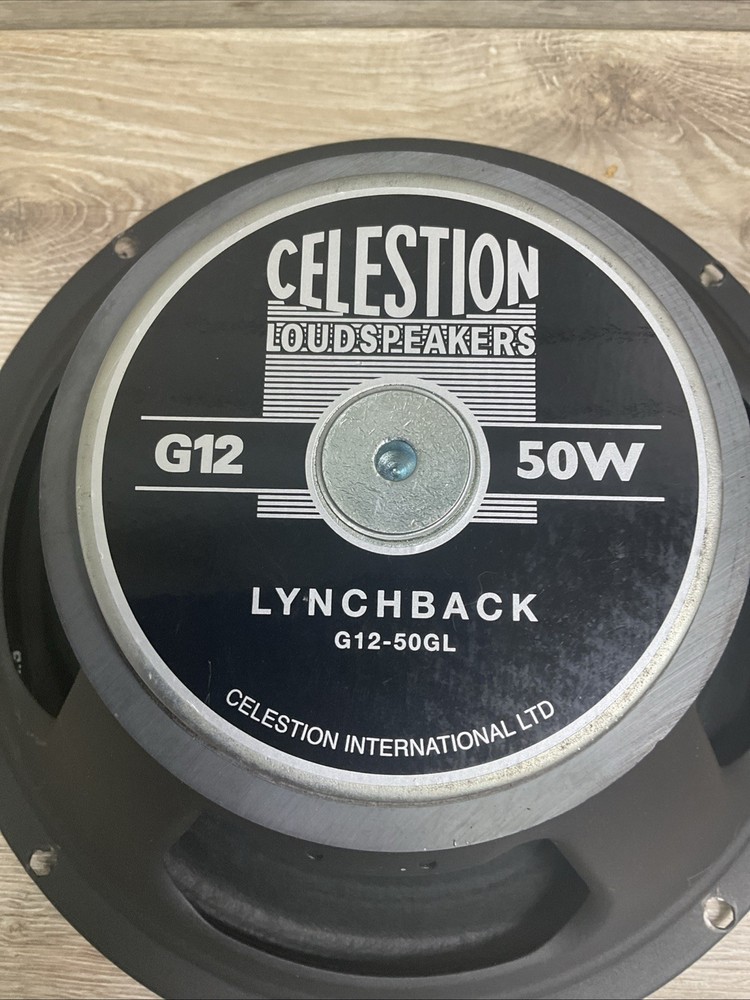 CELESTION
LOUDSPEAKERS
G12
50W
LYNCHBACK
G12-50GL
CELESTION INTERNATIONAL LTD